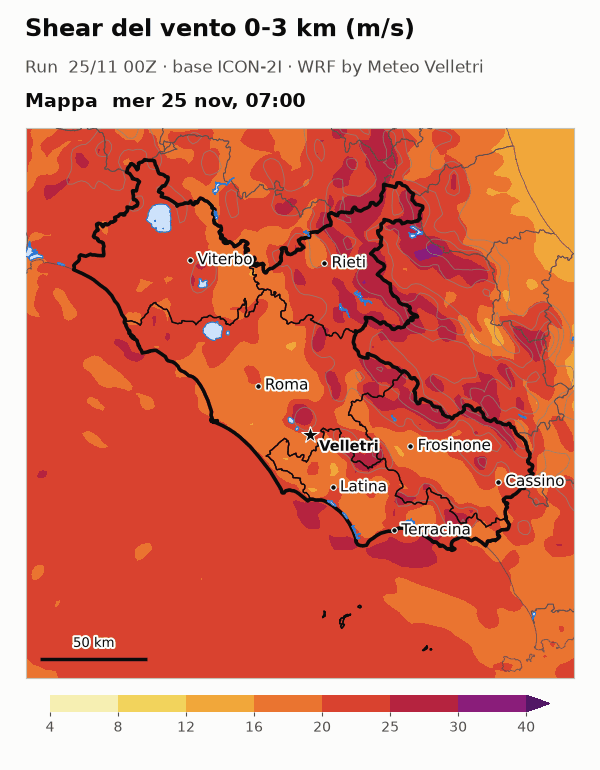 Shear del vento 0-3 km (m/s)
Run  25/11 00Z · base ICON-2I · WRF by Meteo Velletri
Mappa  mer 25 nov, 07:00
Viterbo
Rieti
Roma
Velletri
Frosinone
Latina
Cassino
Terracina
50 km
4 8 12 16 20 25 30 40